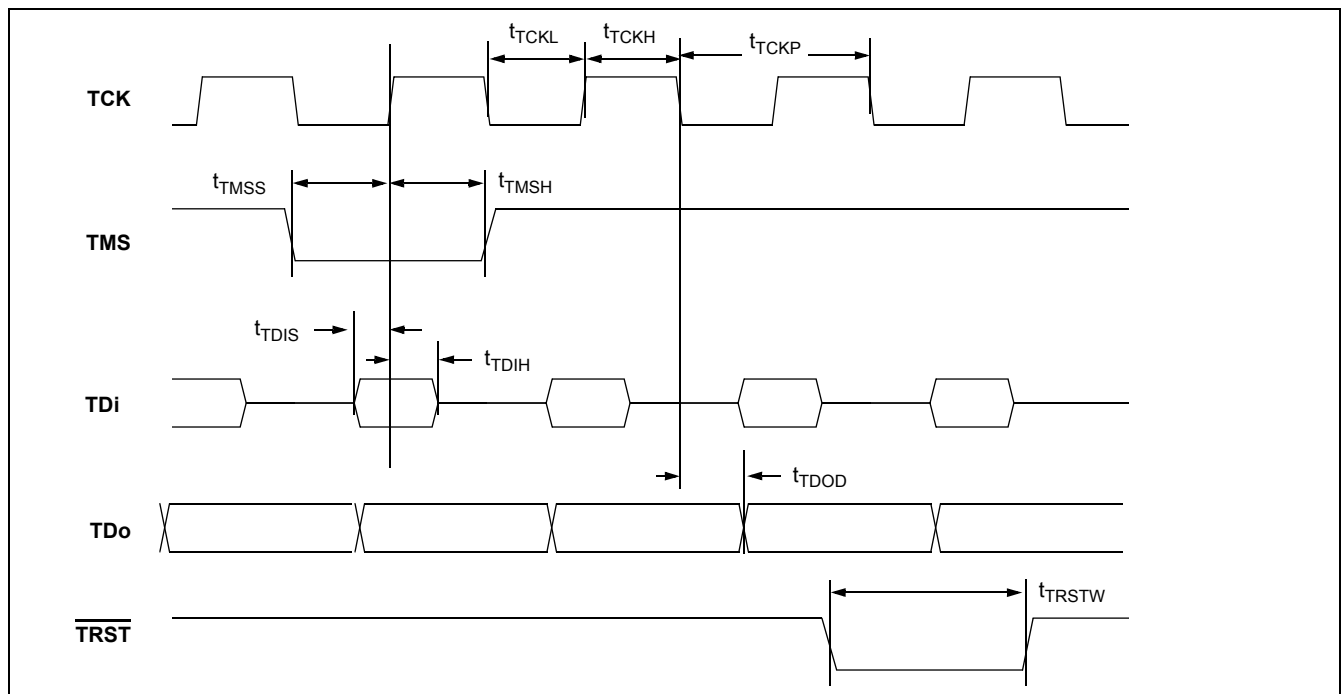 tTCKL tTCKH tTCKP
TCK
tTMSS tTMSH
TMS
tTDIS
tTDIH
TDi
tTDOD
TDo
tTRSTW
TRST